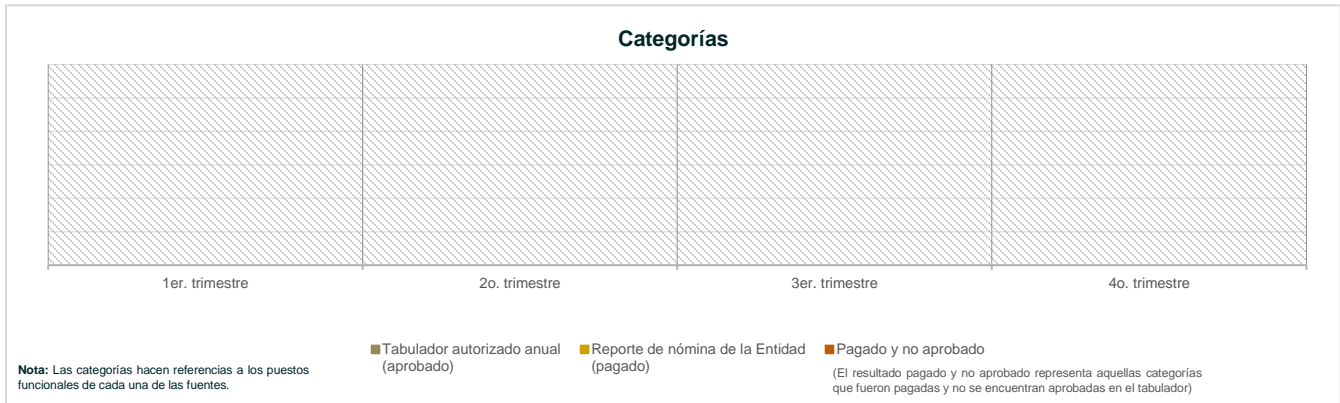 Categorías
1er. trimestre
2o. trimestre
3er. trimestre
4o. trimestre
Tabulador autorizado anual
(aprobado)
Reporte de nómina de la Entidad
(pagado)
Pagado y no aprobado
(El resultado pagado y no aprobado representa aquellas categorías
que fueron pagadas y no se encuentran aprobadas en el tabulador)
Nota: Las categorías hacen referencias a los puestos
funcionales de cada una de las fuentes.